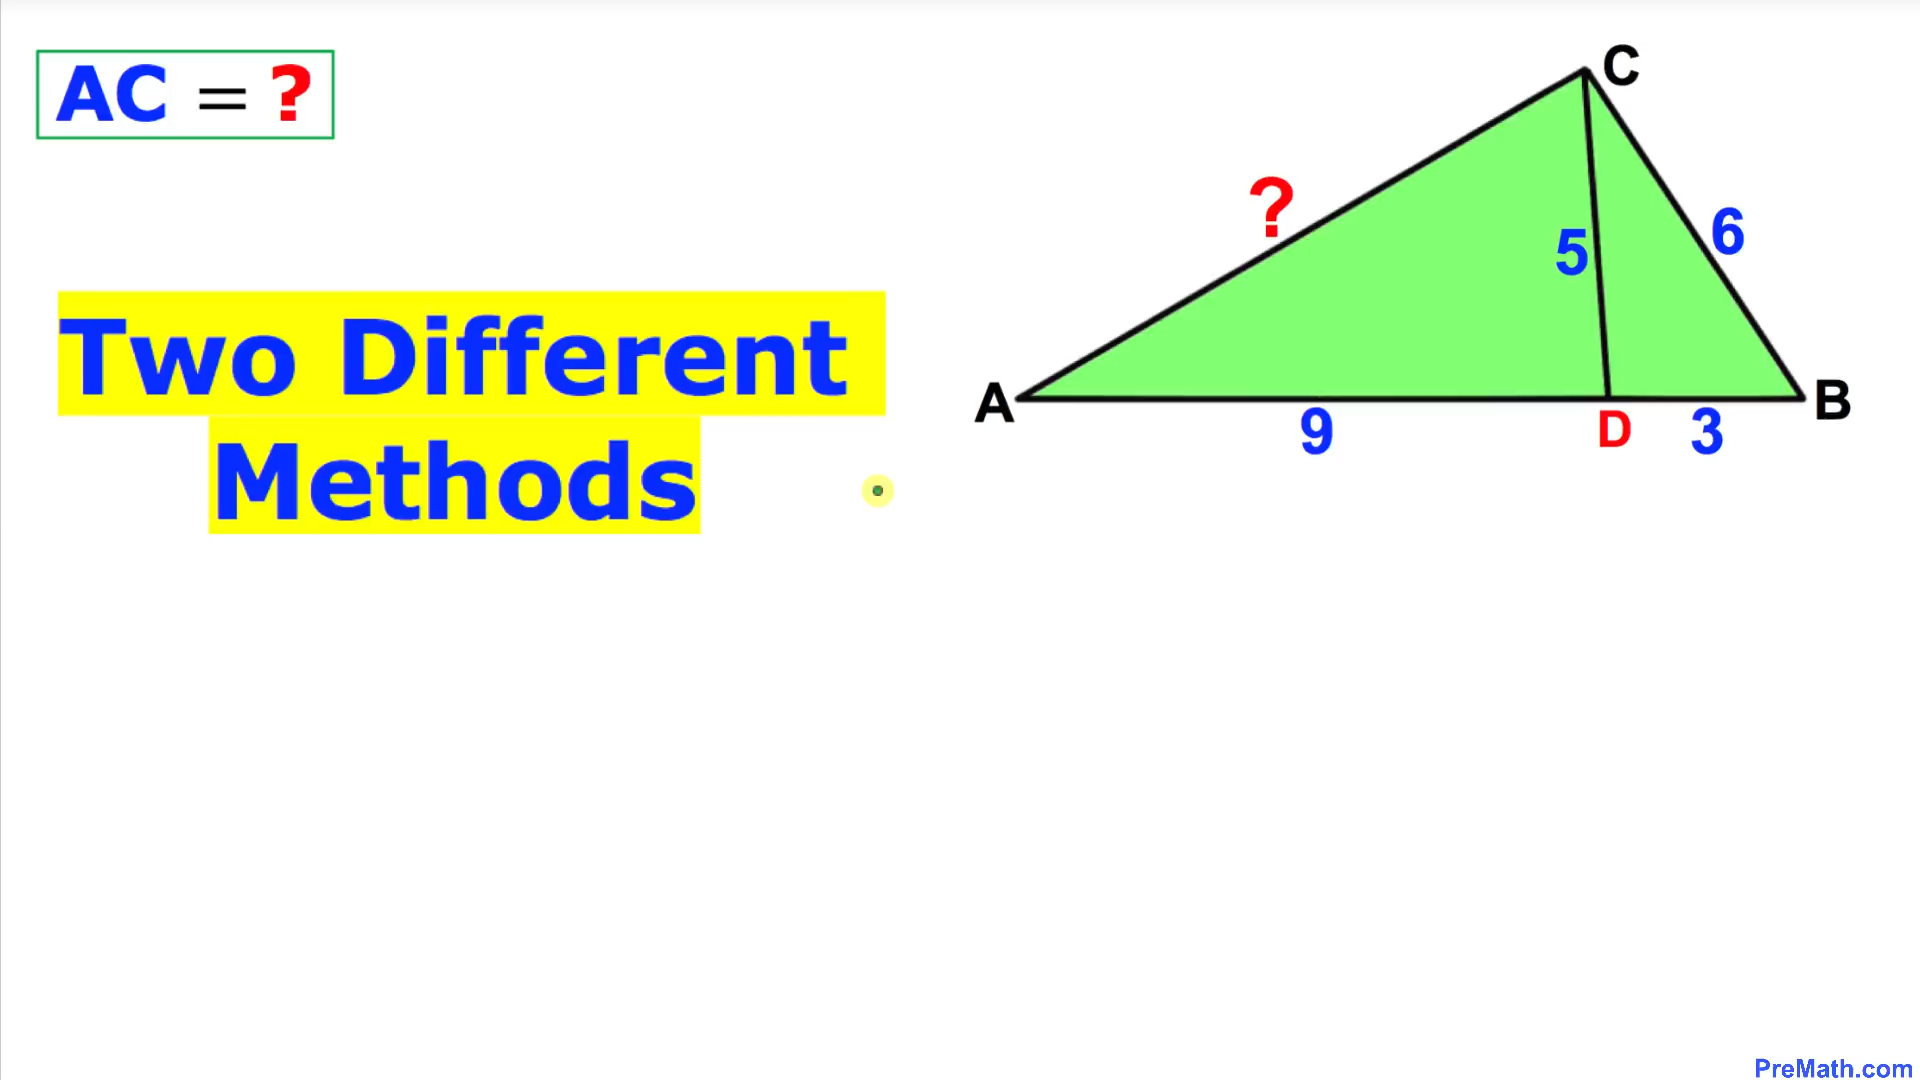 AC = ?
Two Different
Methods
C
?
5
6
A
B
9
D
3
PreMath.com